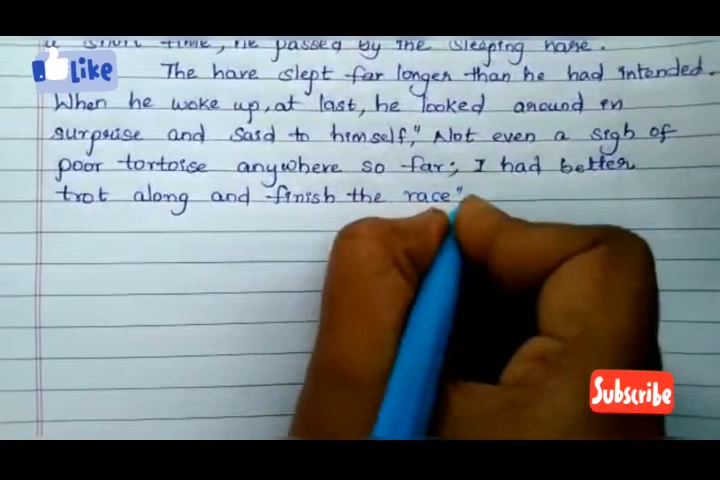 a short time, he passed by the sleeping hare.
Like
The hare slept far longer than he had intended.
When he woke up, at last, he looked around in
surprise and said to himself," Not even a sigh of
poor tortoise anywhere so far; I had better
trot along and finish the race"
Subscribe